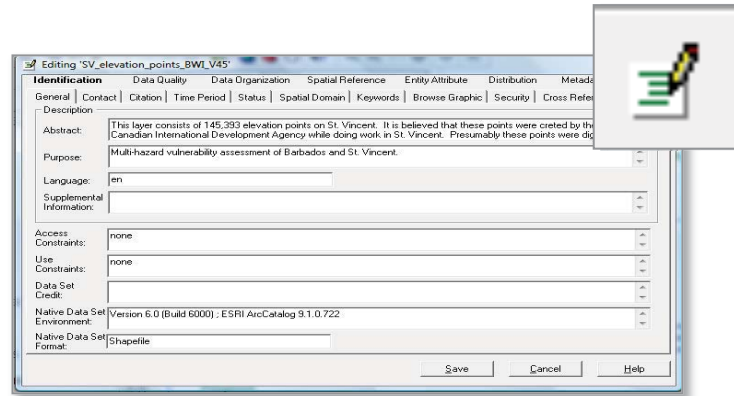 Editing 'SV_elevation_points_BWI_V45'
Identification Data Quality Data Organization Spatial Reference Entity Attribute Distribution
General Contact Citation Time Period Status Spatial Domain Keywords Browse Graphic Security Cross
Description
Abstract: This layer consists of 145,393 elevation points on St. Vincent. It is believed that these points were creted by the
Canadian International Development Agency while doing work in St. Vincent. Presumably these points were
Purpose: Multi-hazard vulnerability assessment of Barbados and St. Vincent.
Language: en
Supplemental
Information:
Access
Constraints: none
Use
Constraints: none
Data Set
Credit:
Native Data Set
Environment: Version 6.0 (Build 6000) ; ESRI ArcCatalog 9.1.0.722
Native Data Set
Format: Shapefile
Save Cancel Help